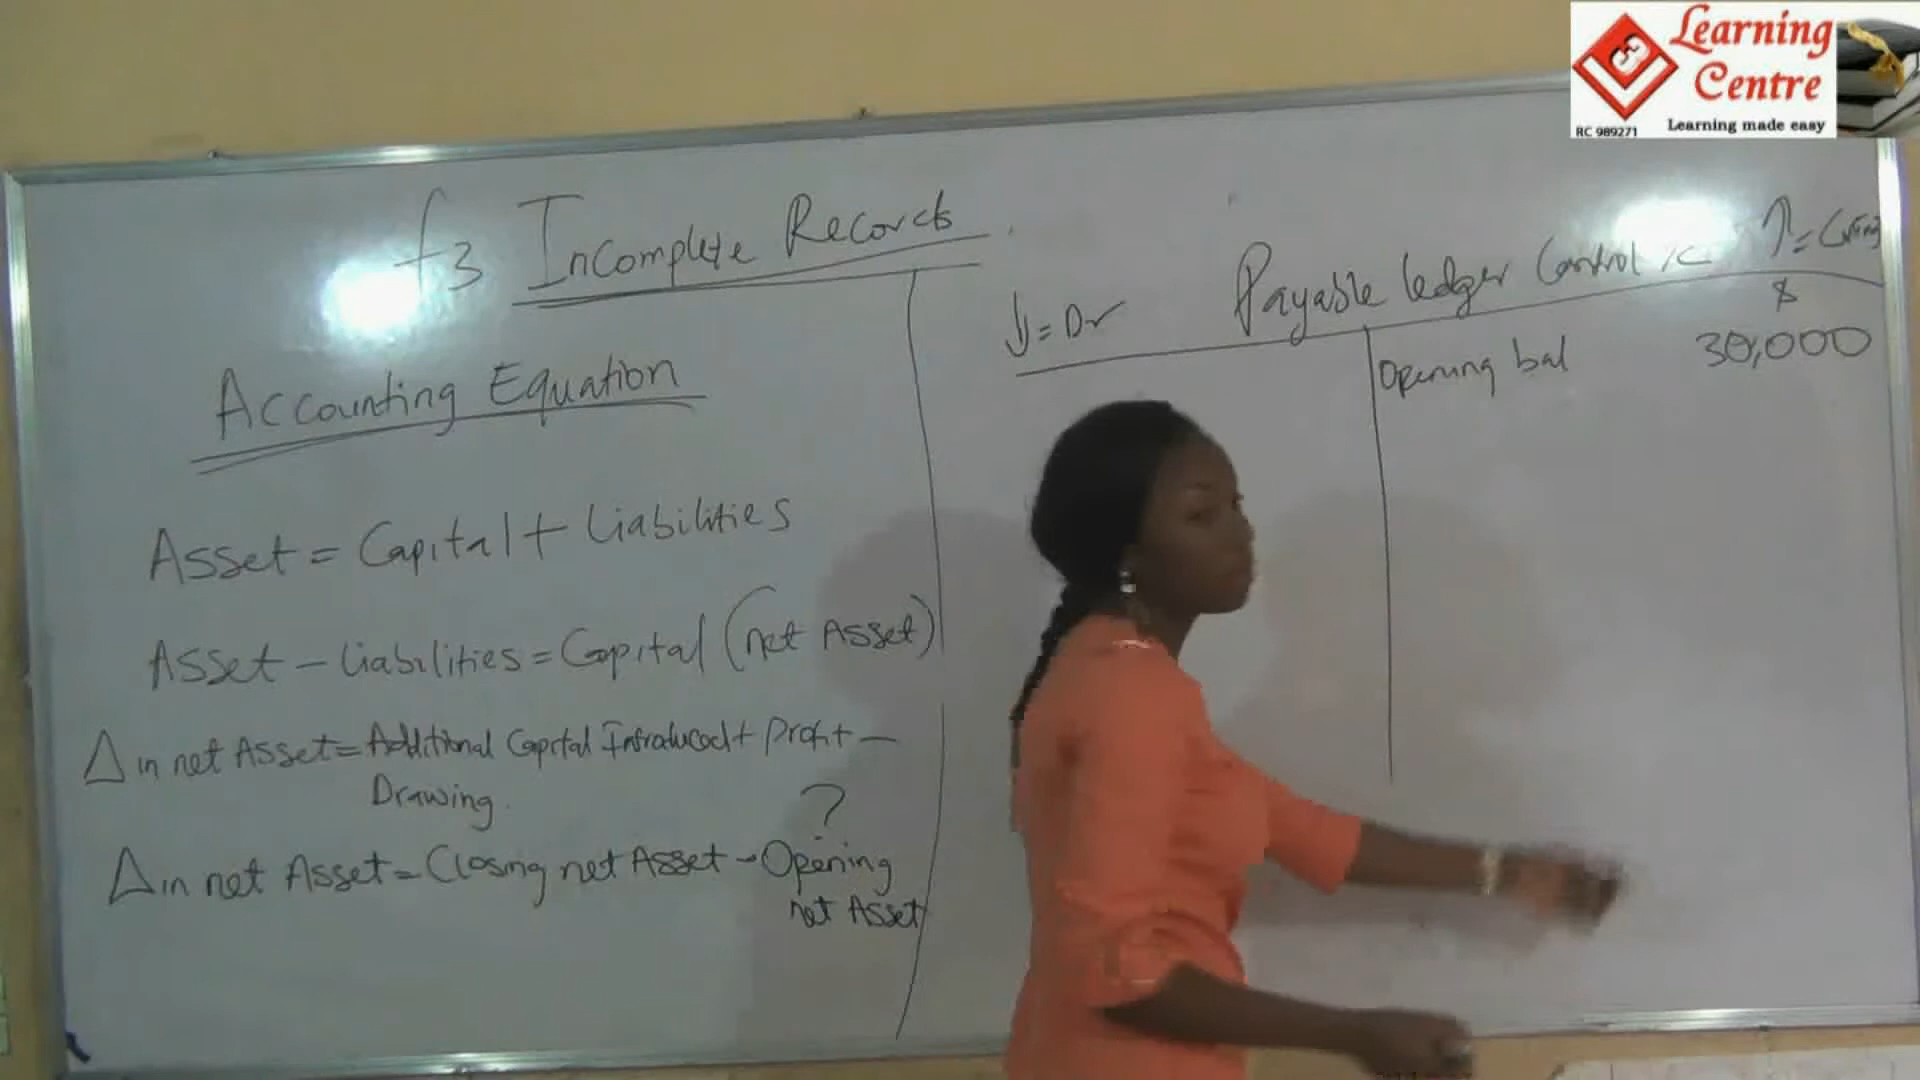 f3 Incomplete Records
Accounting Equation
Asset = Capital + Liabilities
Asset - Liabilities = Capital (net Asset)
Δ in net Asset = Additional Capital Introduced + profit -
Drawing.
?
Δ in net Asset = Closing net Asset - Opening
net Asset
Payable ledger Control
↓ = Dr
$
Opening bal 30,000
Learning
Centre
RC 989271 Learning made easy